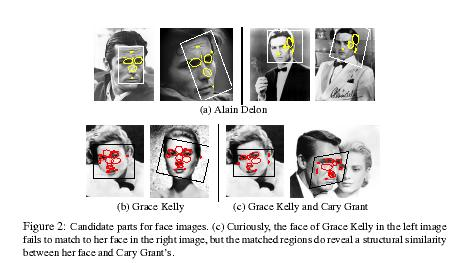 (a) Alain Delon
(b) Grace Kelly
(c) Grace Kelly and Cary Grant
Figure 2: Candidate parts for face images. (c) Curiously, the face of Grace Kelly in the left image
fails to match to her face in the right image, but the matched regions do reveal a structural similarity
between her face and Cary Grant's.